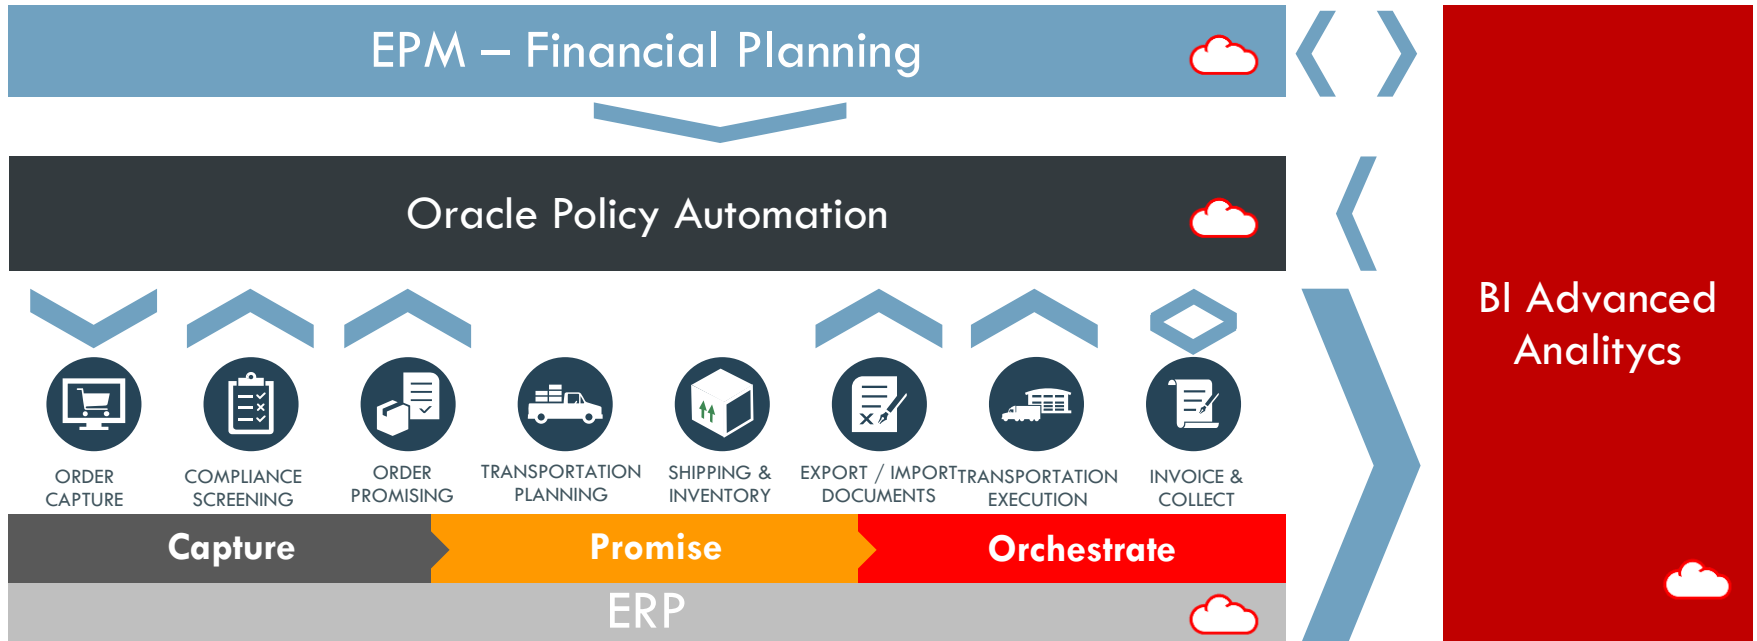 EPM – Financial Planning
Oracle Policy Automation
BI Advanced
Analitycs
ORDER
CAPTURE
COMPLIANCE
SCREENING
ORDER
PROMISING
TRANSPORTATION
PLANNING
SHIPPING &
INVENTORY
EXPORT / IMPORT
DOCUMENTS
TRANSPORTATION
EXECUTION
INVOICE &
COLLECT
Capture
Promise
Orchestrate
ERP